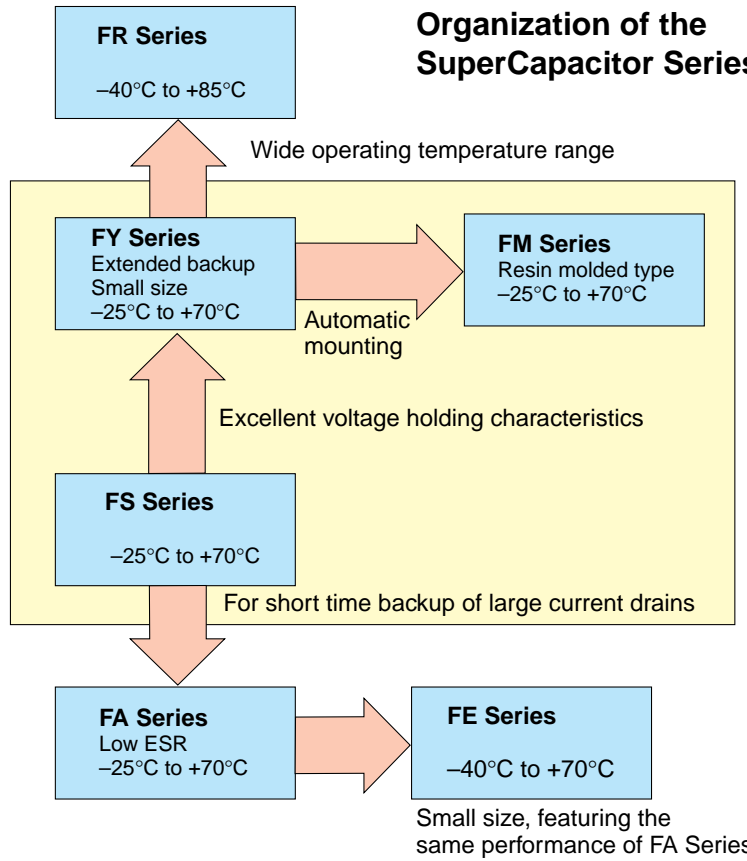 Organization of the
SuperCapacitor Series
FR Series
–40°C to +85°C
Wide operating temperature range
FY Series
Extended backup
Small size
–25°C to +70°C
FM Series
Resin molded type
–25°C to +70°C
Automatic
mounting
Excellent voltage holding characteristics
FS Series
–25°C to +70°C
For short time backup of large current drains
FA Series
Low ESR
–25°C to +70°C
FE Series
–40°C to +70°C
Small size, featuring the
same performance of FA Series